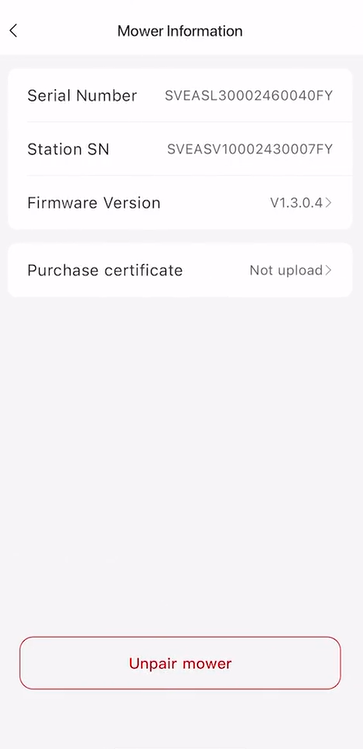 Mower Information
Serial Number SVEASL30002460040FY
Station SN SVEASV10002430007FY
Firmware Version V1.3.0.4
Purchase certificate Not upload
Unpair mower